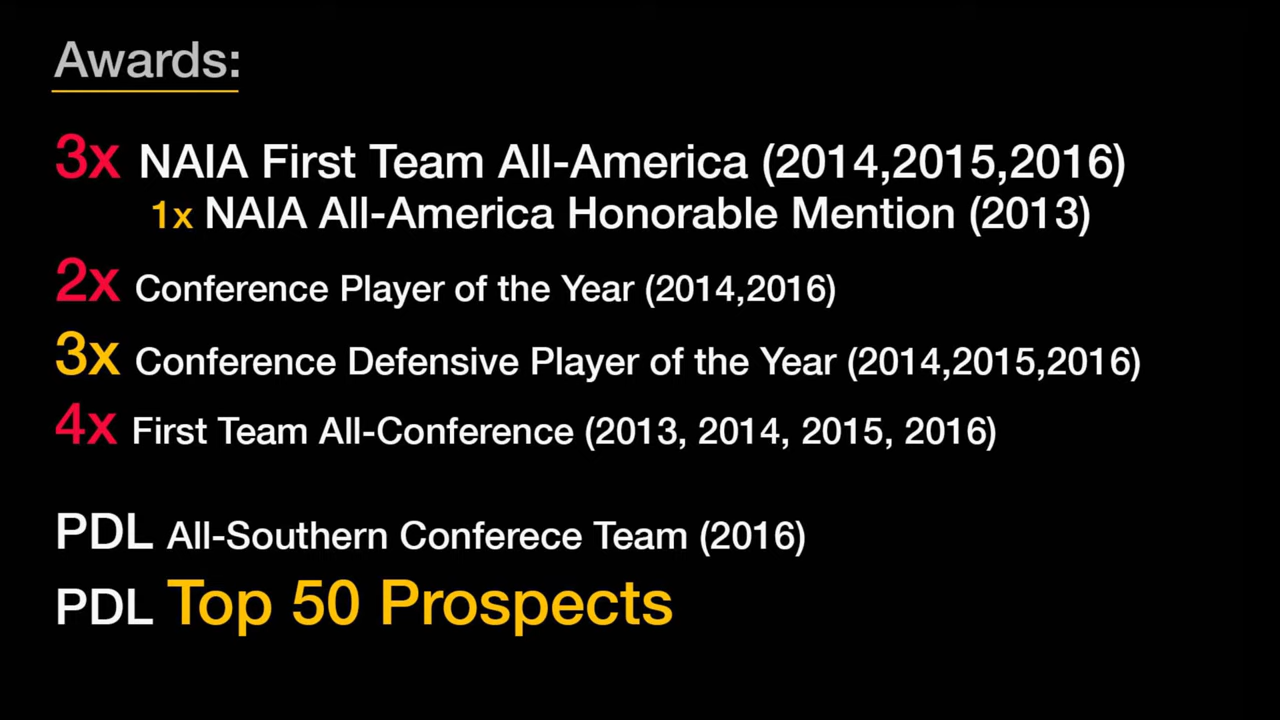 Awards:
3x NAIA First Team All-America (2014,2015,2016)
1x NAIA All-America Honorable Mention (2013)
2x Conference Player of the Year (2014,2016)
3x Conference Defensive Player of the Year (2014,2015,2016)
4x First Team All-Conference (2013, 2014, 2015, 2016)
PDL All-Southern Conferece Team (2016)
PDL Top 50 Prospects